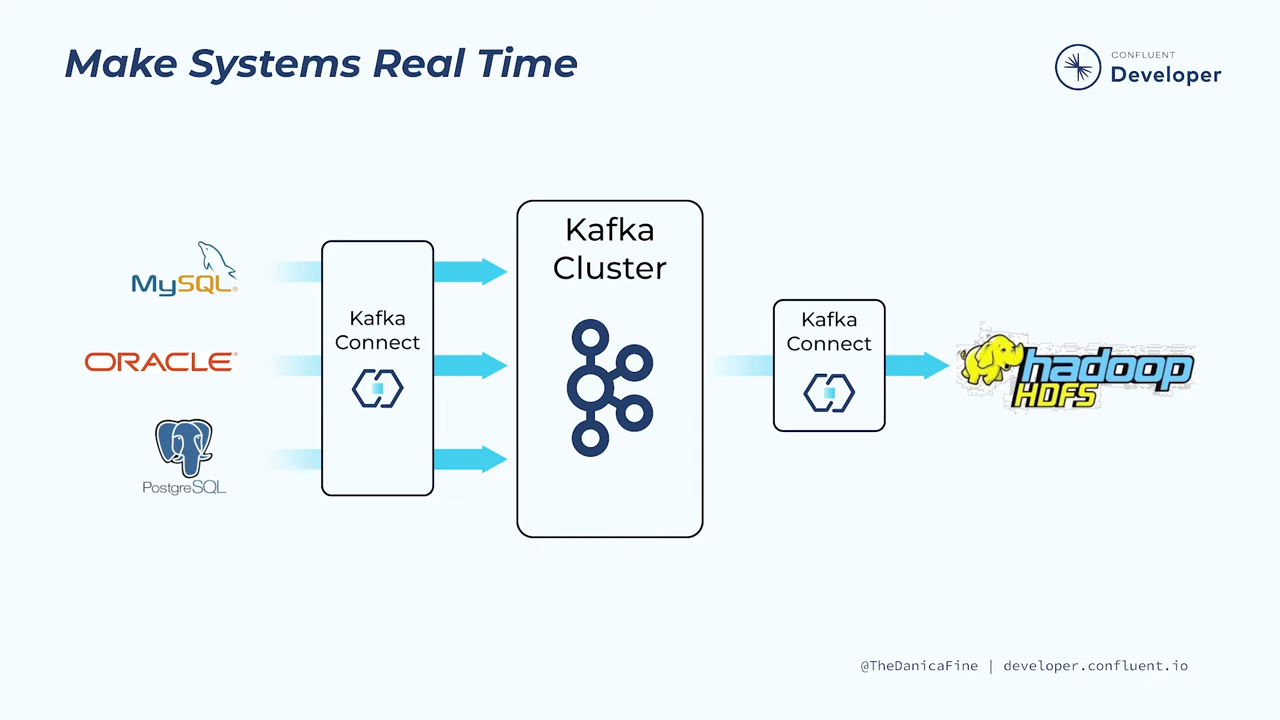 Make Systems Real Time
CONFLUENT
Developer
MySQL®
ORACLE®
PostgreSQL
Kafka
Connect
Kafka
Cluster
Kafka
Connect
hadoop
HDFS
@TheDanicaFine | developer.confluent.io